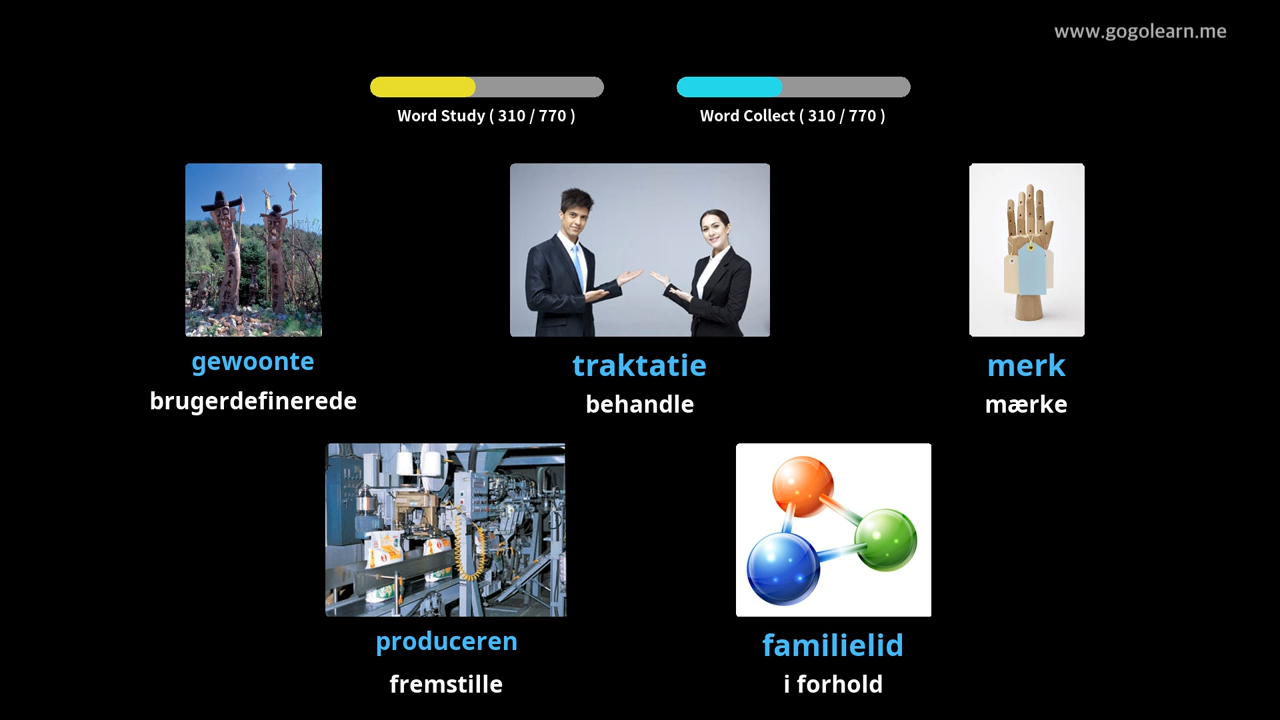 www.gogolearn.me
Word Study ( 310 / 770 )
Word Collect ( 310 / 770 )
gewoonte
traktatie
merk
brugerdefinerede
behandle
mærke
produceren
familielid
fremstille
i forhold